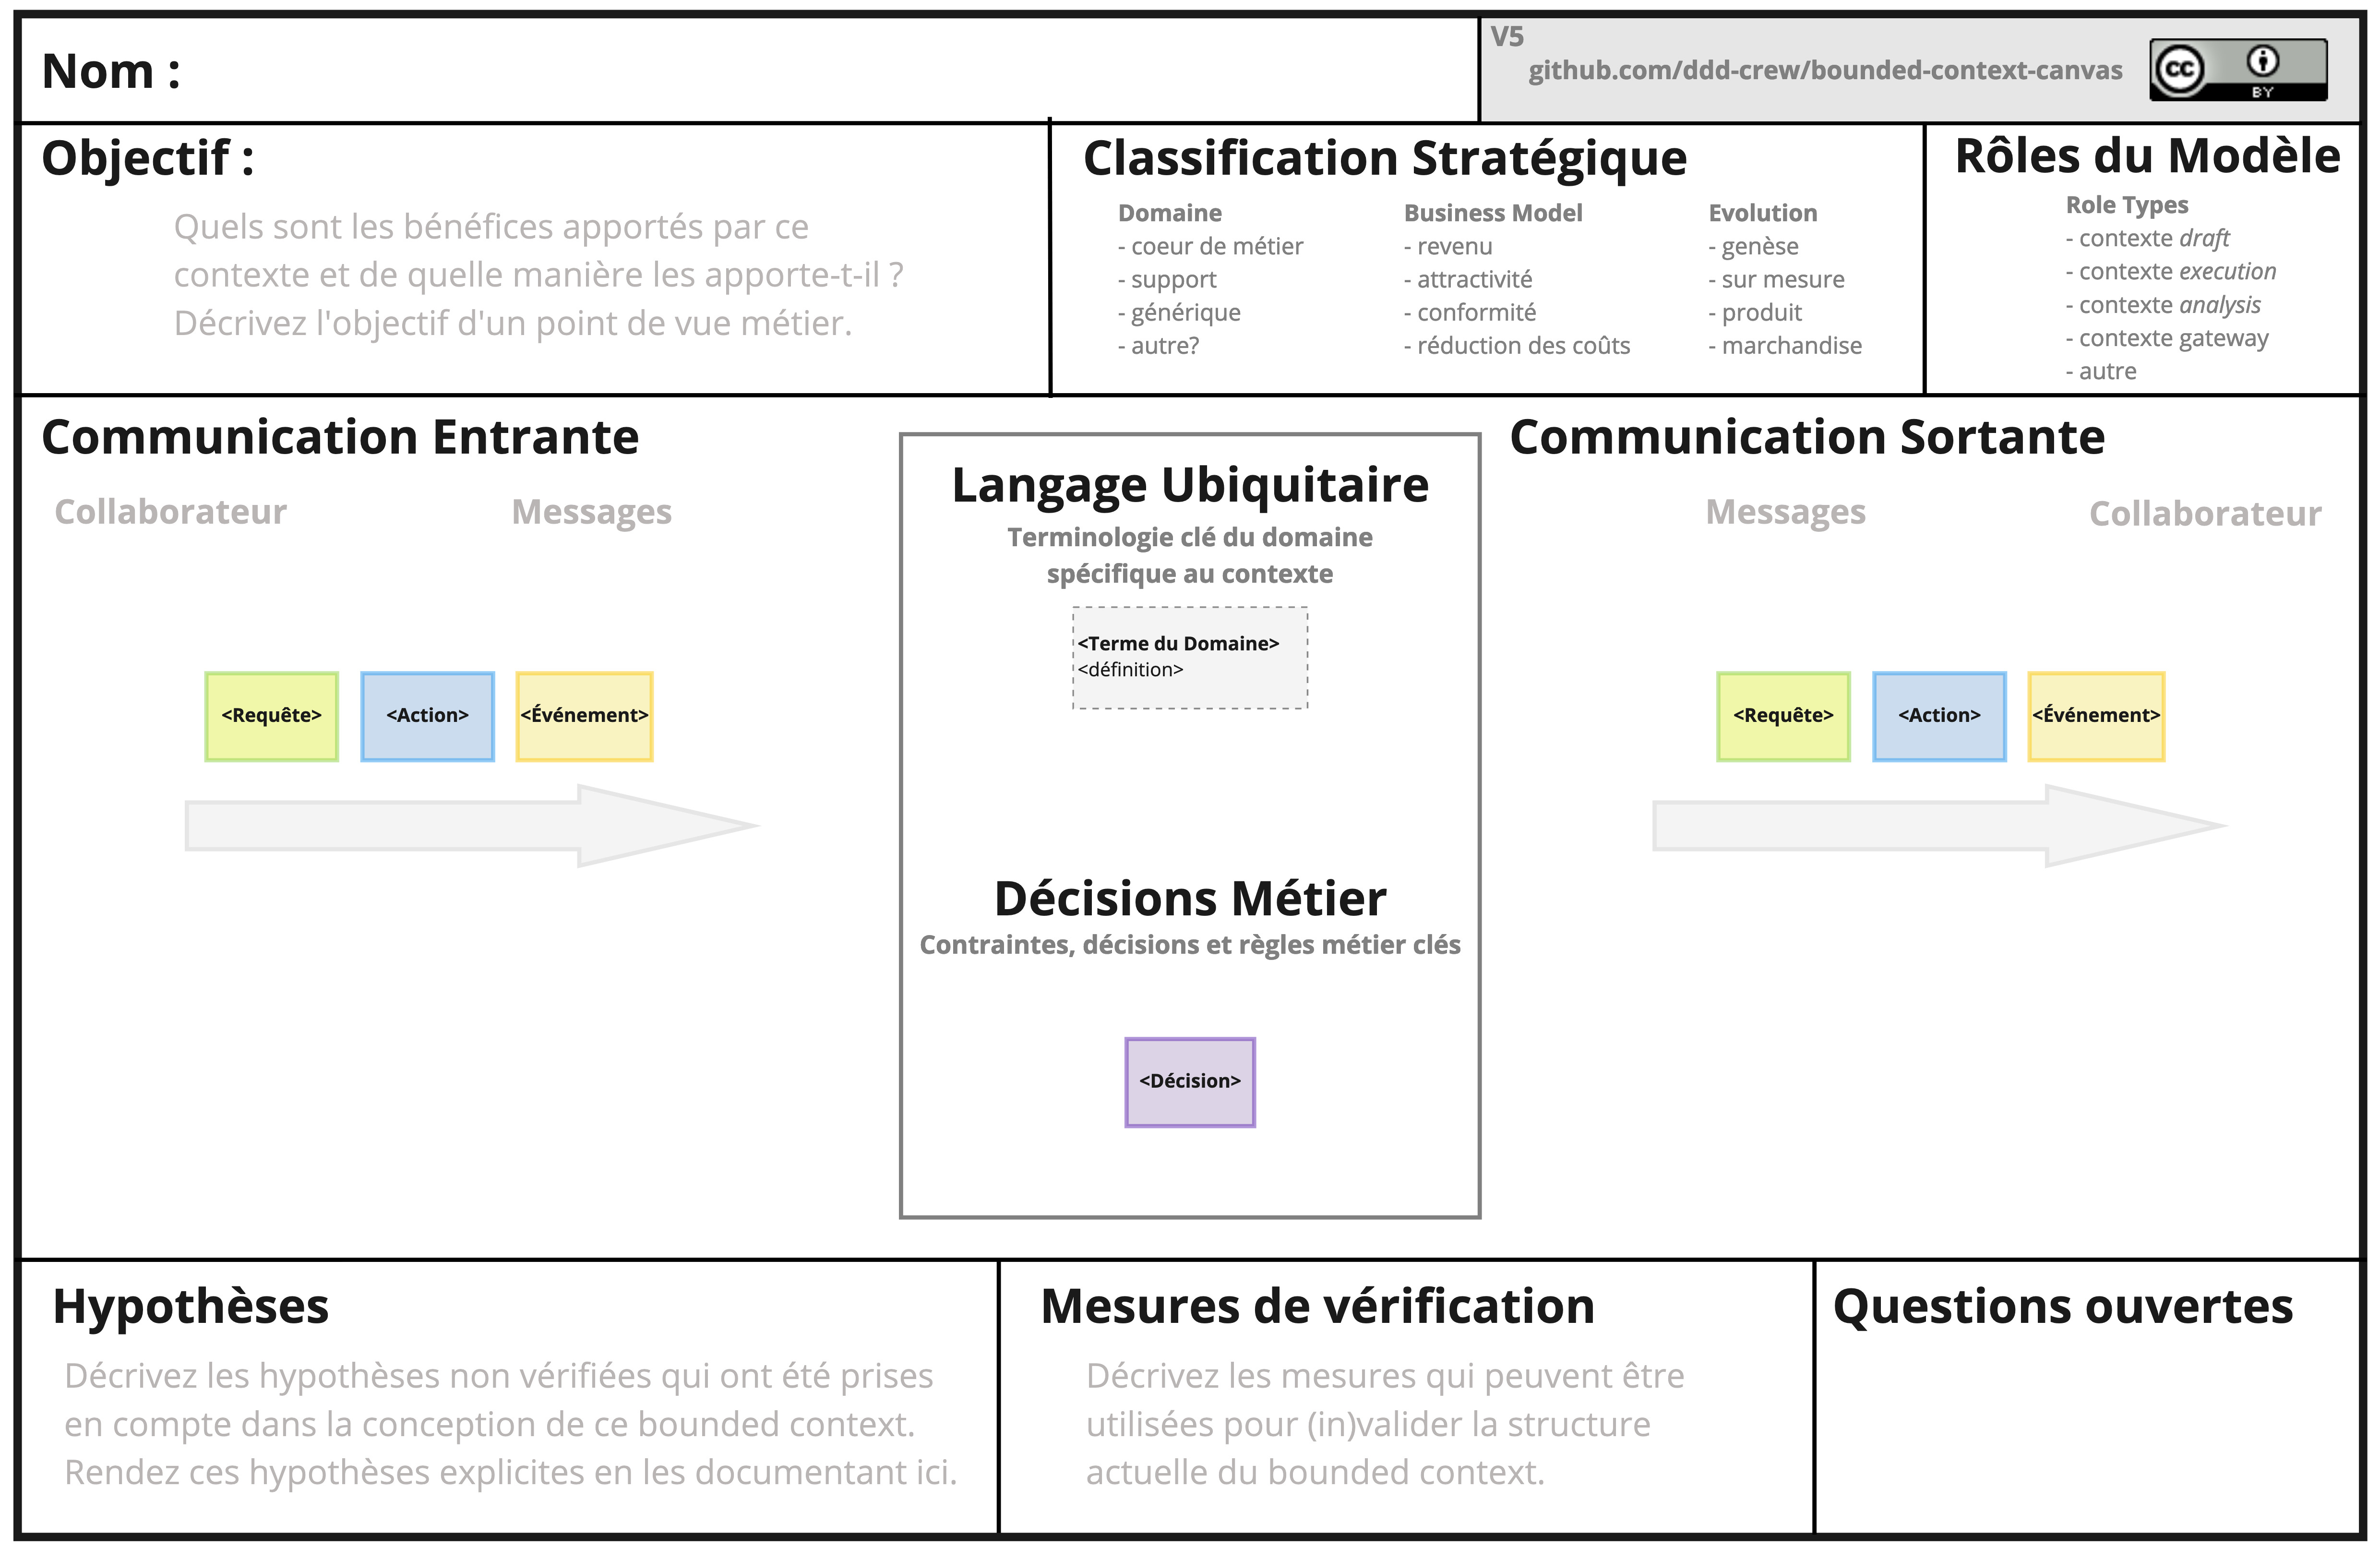 Nom :
V5
github.com/ddd-crew/bounded-context-canvas
cc
BY
Objectif :
Quels sont les bénéfices apportés par ce
contexte et de quelle manière les apporte-t-il ?
Décrivez l'objectif d'un point de vue métier.
Classification Stratégique
Domaine
- coeur de métier
- support
- générique
- autre?
Business Model
- revenu
- attractivité
- conformité
- réduction des coûts
Evolution
- genèse
- sur mesure
- produit
- marchandise
Rôles du Modèle
Role Types
- contexte draft
- contexte execution
- contexte analysis
- contexte gateway
- autre
Communication Entrante
Collaborateur
Messages
<Requête>
<Action>
<Événement>
Langage Ubiquitaire
Terminologie clé du domaine
spécifique au contexte
<Terme du Domaine>
<définition>
Décisions Métier
Contraintes, décisions et règles métier clés
<Décision>
Communication Sortante
Messages
Collaborateur
<Requête>
<Action>
<Événement>
Hypothèses
Décrivez les hypothèses non vérifiées qui ont été prises
en compte dans la conception de ce bounded context.
Rendez ces hypothèses explicites en les documentant ici.
Mesures de vérification
Décrivez les mesures qui peuvent être
utilisées pour (in)valider la structure
actuelle du bounded context.
Questions ouvertes